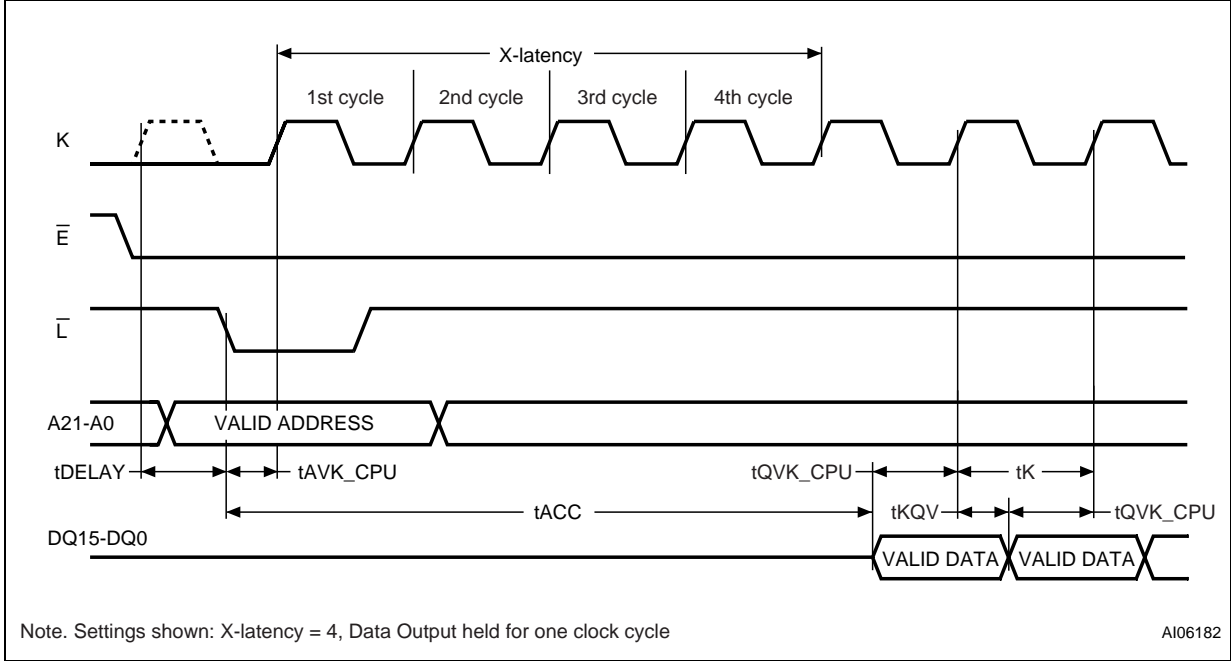 X-latency
1st cycle 2nd cycle 3rd cycle 4th cycle
K
E
L
A21-A0 VALID ADDRESS
tDELAY tAVK_CPU tQVK_CPU tK
tACC tKQV tQVK_CPU
DQ15-DQ0
VALID DATA VALID DATA
Note. Settings shown: X-latency = 4, Data Output held for one clock cycle AI06182